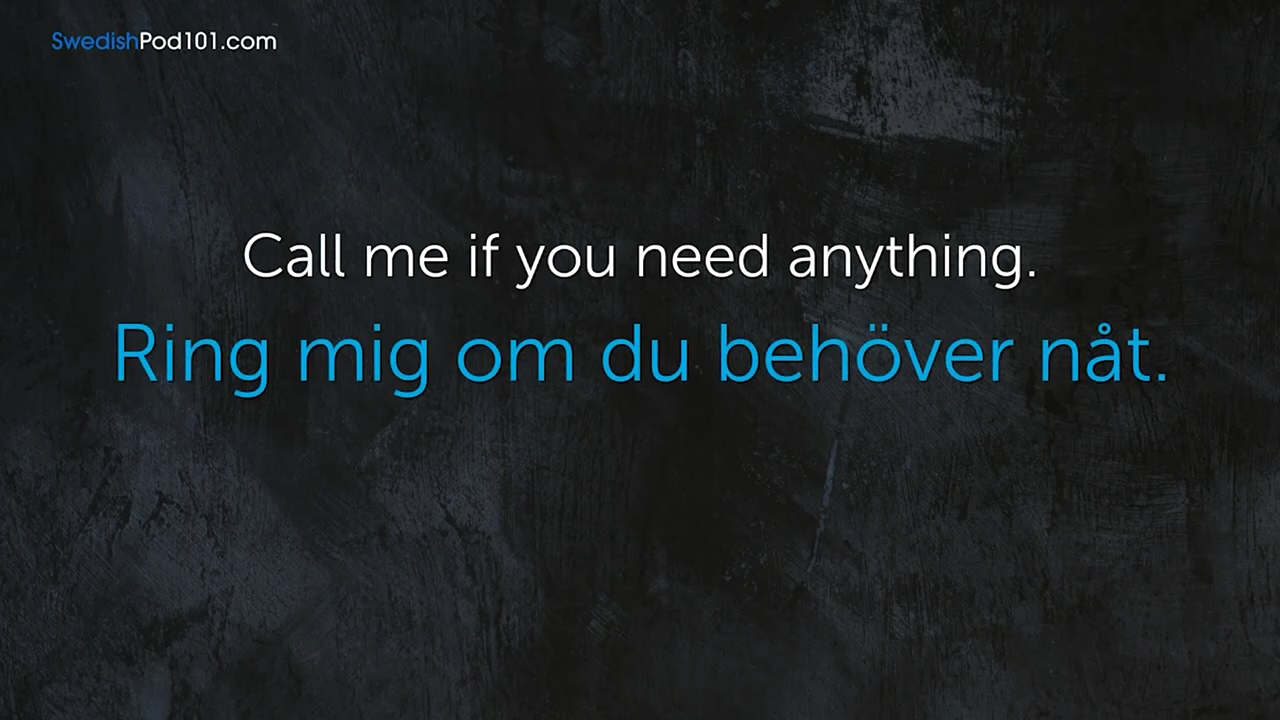 SwedishPod101.com
Call me if you need anything.
Ring mig om du behöver nåt.